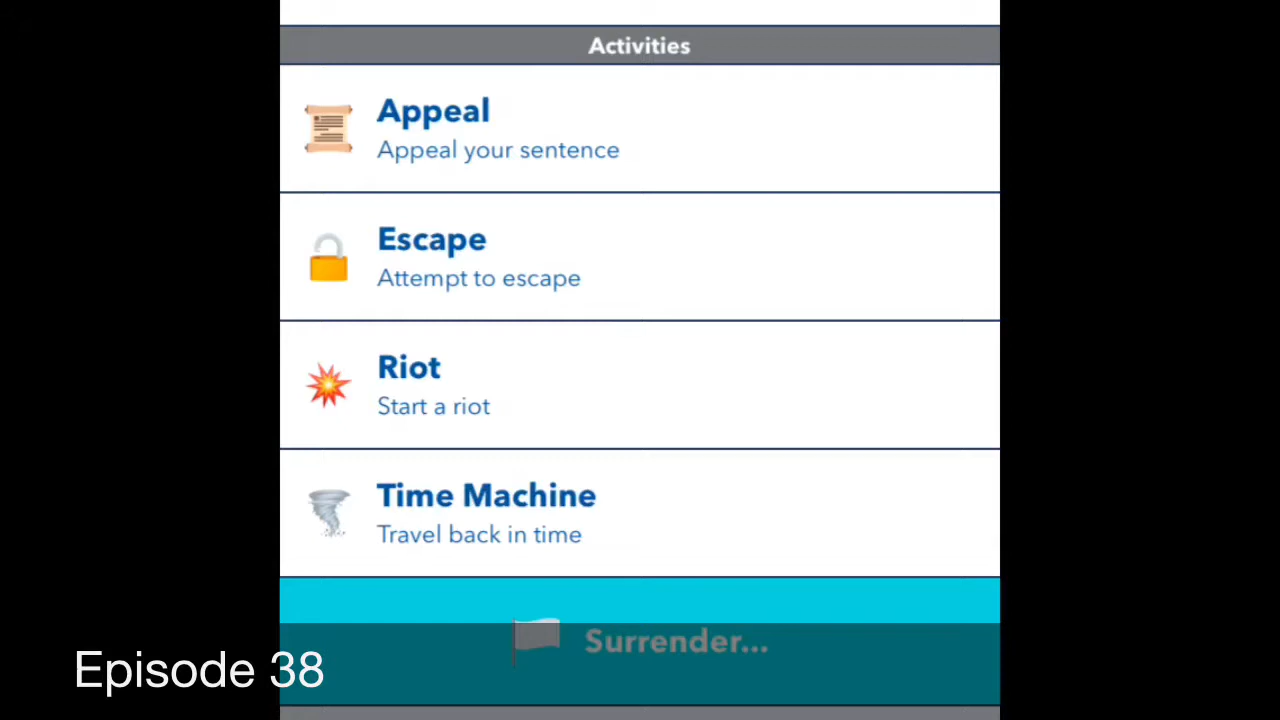 Activities
Appeal
Appeal your sentence
Escape
Attempt to escape
Riot
Start a riot
Time Machine
Travel back in time
Surrender...
Episode 38